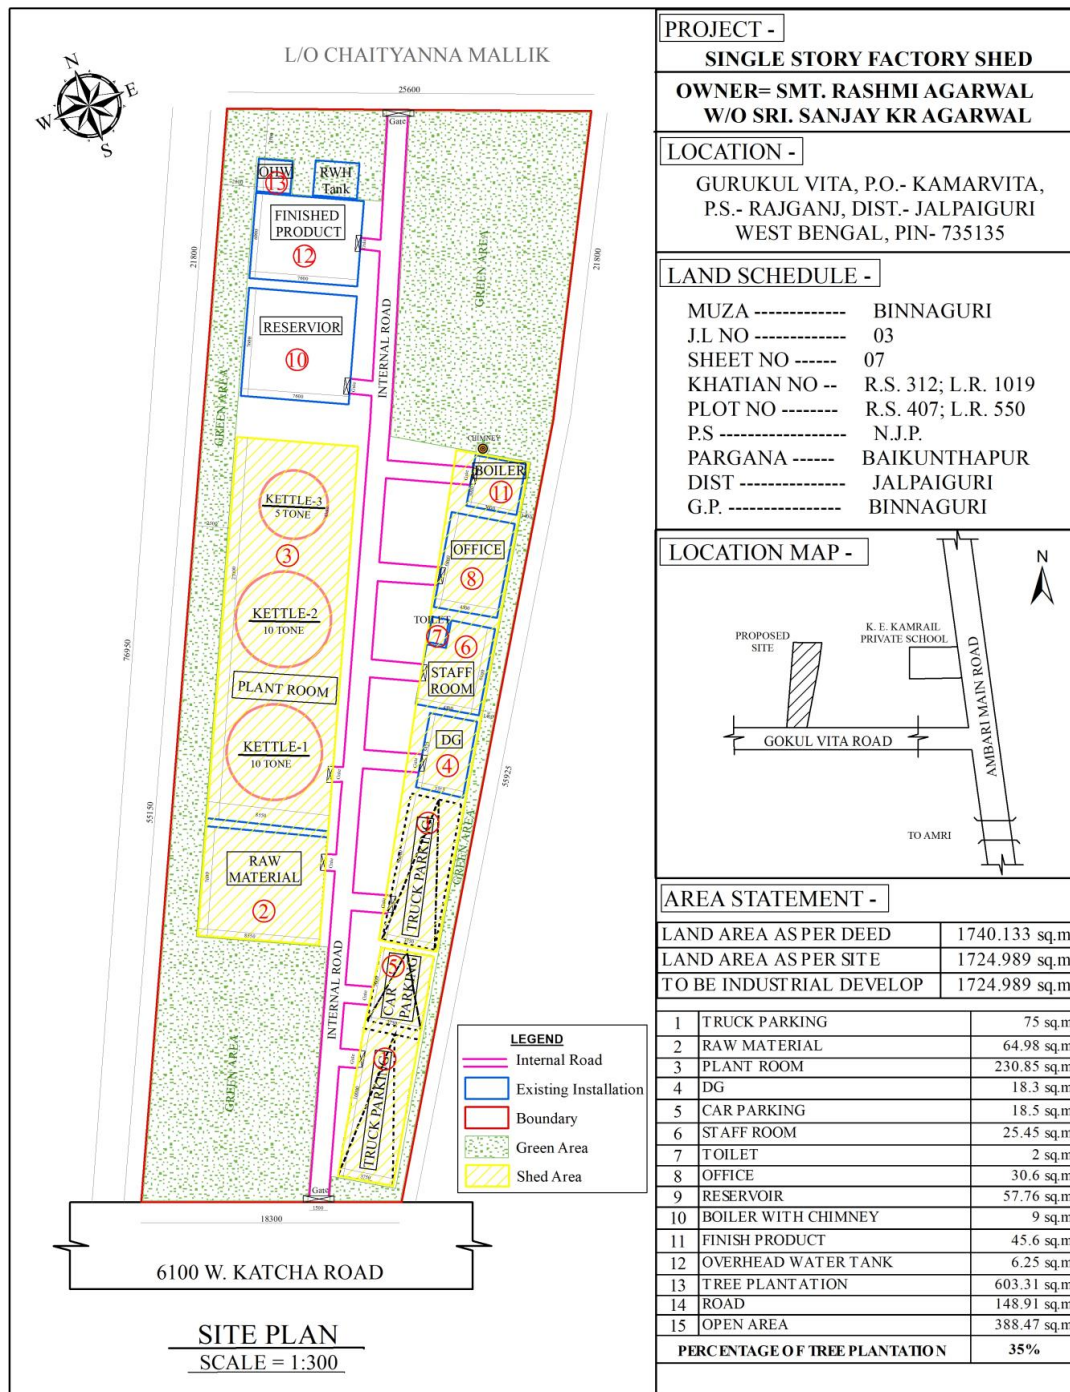 L/O CHAITYANNA MALLIK
N
E
W
S
25600
Gate
OHW
13
RWH
Tank
FINISHED
PRODUCT
12
7600
21800
21800
GREEN AREA
INTERNAL ROAD
RESERVIOR
10
7600
GREEN AREA
CHIMNEY
BOILER
11
KETTLE-3
5 TONE
3
OFFICE
8
KETTLE-2
10 TONE
TOILET
7
6
STAFF
ROOM
PLANT ROOM
76950
KETTLE-1
10 TONE
DG
4
55925
55150
8550
RAW
MATERIAL
2
8550
1
TRUCK PARKING
GREEN AREA
5
CAR
PARKING
INTERNAL ROAD
GREEN AREA
1
TRUCK PARKING
Gate
1500
18300
6100 W. KATCHA ROAD
SITE PLAN
SCALE = 1:300
LEGEND
Internal Road
Existing Installation
Boundary
Green Area
Shed Area
PROJECT -
SINGLE STORY FACTORY SHED
OWNER= SMT. RASHMI AGARWAL
W/O SRI. SANJAY KR AGARWAL
LOCATION -
GURUKUL VITA, P.O.- KAMARVITA,
P.S.- RAJGANJ, DIST.- JALPAIGURI
WEST BENGAL, PIN- 735135
LAND SCHEDULE -
MUZA ------------- BINNAGURI
J.L NO ------------- 03
SHEET NO ------ 07
KHATIAN NO -- R.S. 312; L.R. 1019
PLOT NO -------- R.S. 407; L.R. 550
P.S ------------------ N.J.P.
PARGANA ------ BAIKUNTHAPUR
DIST --------------- JALPAIGURI
G.P. ---------------- BINNAGURI
LOCATION MAP -
N
PROPOSED
SITE
K. E. KAMRAIL
PRIVATE SCHOOL
GOKUL VITA ROAD
AMBARI MAIN ROAD
TO AMRI
AREA STATEMENT -
LAND AREA AS PER DEED 1740.133 sq.m
LAND AREA AS PER SITE 1724.989 sq.m
TO BE INDUSTRIAL DEVELOP 1724.989 sq.m
1 TRUCK PARKING 75 sq.m
2 RAW MATERIAL 64.98 sq.m
3 PLANT ROOM 230.85 sq.m
4 DG 18.3 sq.m
5 CAR PARKING 18.5 sq.m
6 STAFF ROOM 25.45 sq.m
7 TOILET 2 sq.m
8 OFFICE 30.6 sq.m
9 RESERVOIR 57.76 sq.m
10 BOILER WITH CHIMNEY 9 sq.m
11 FINISH PRODUCT 45.6 sq.m
12 OVERHEAD WATER TANK 6.25 sq.m
13 TREE PLANTATION 603.31 sq.m
14 ROAD 148.91 sq.m
15 OPEN AREA 388.47 sq.m
PERCENTAGE OF TREE PLANTATION 35%